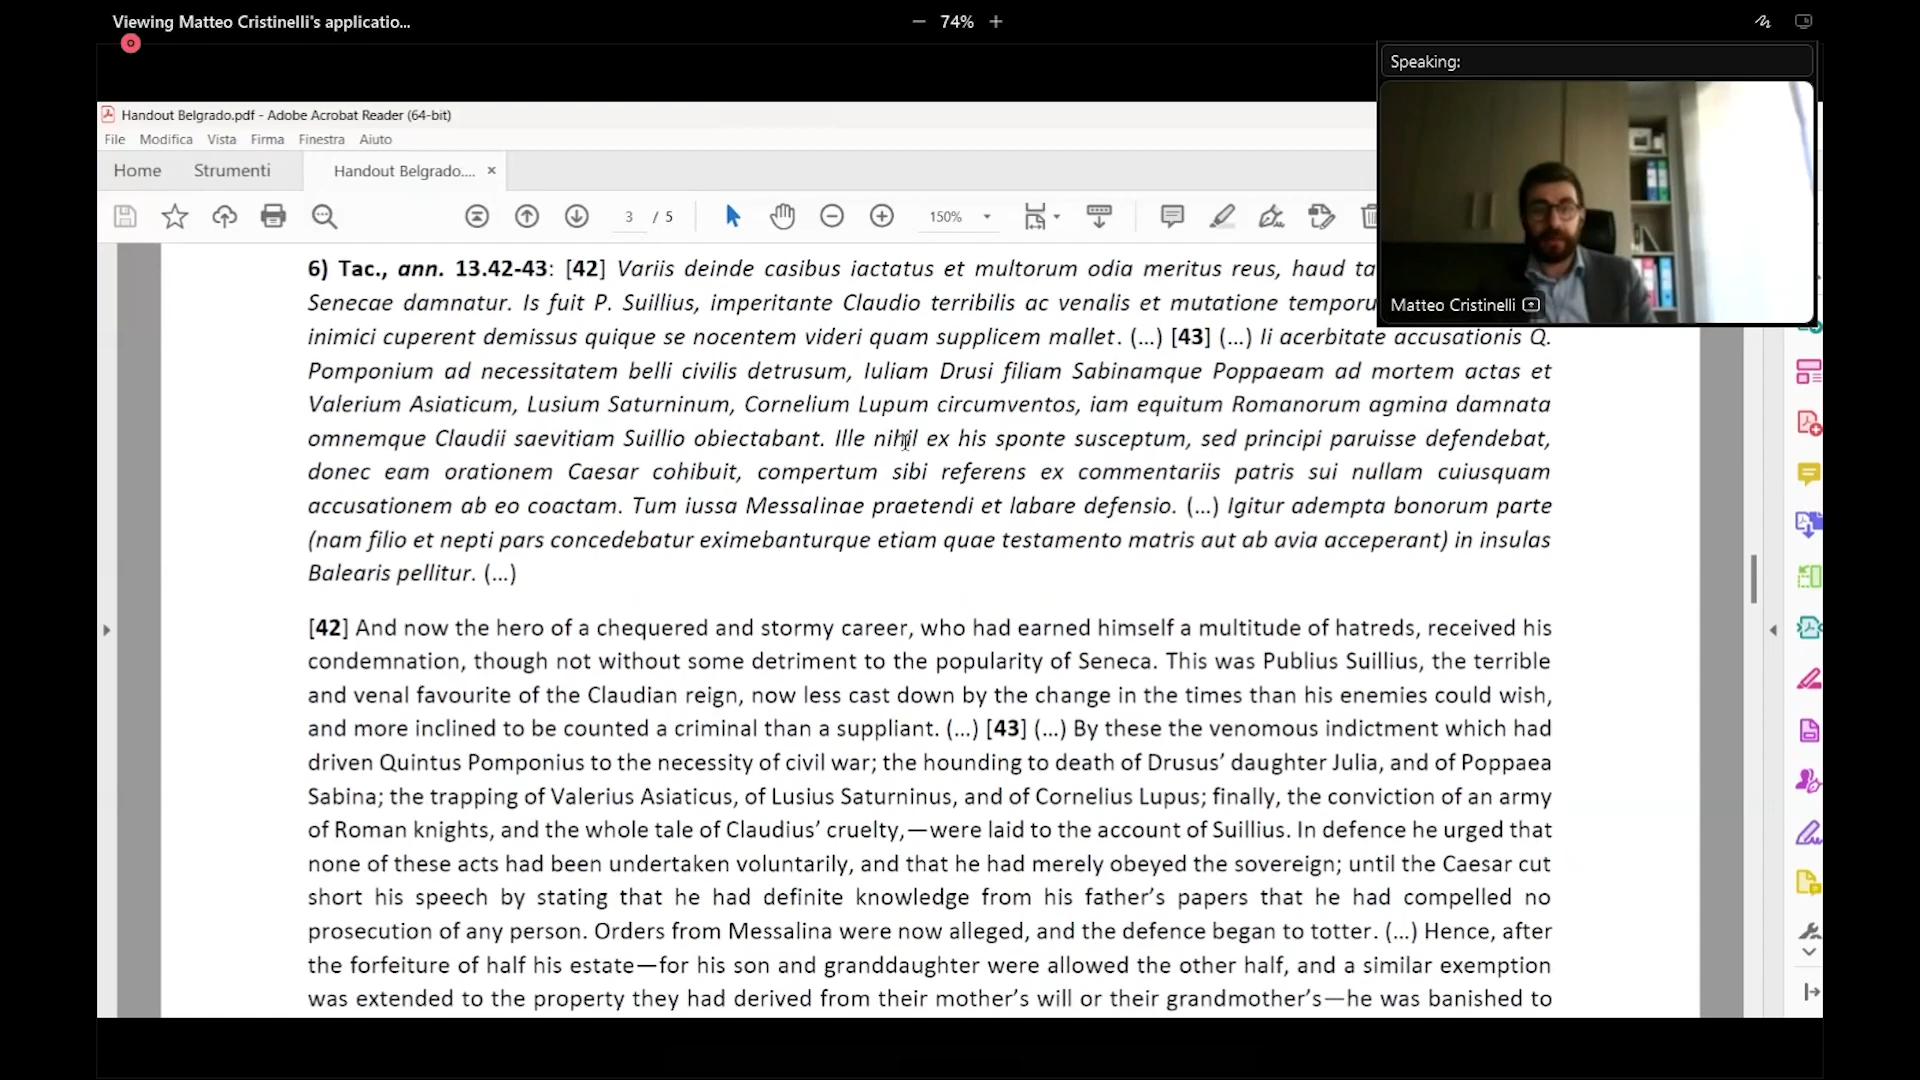 Viewing Matteo Cristinelli's applicatio...
74%
Speaking:
Handout Belgrado.pdf - Adobe Acrobat Reader (64-bit)
File Modifica Vista Firma Finestra Aiuto
Home Strumenti Handout Belgrado....
3 / 5 150%
Matteo Cristinelli
6) Tac., ann. 13.42-43: [42] Variis deinde casibus iactatus et multorum odia meritus reus, haud
Senecae damnatur. Is fuit P. Suillius, imperitante Claudio terribilis ac venalis et mutatione
inimici cuperent demissus quique se nocentem videri quam supplicem mallet. (...) [43] (...) Ii acerbitate accusationis Q.
Pomponium ad necessitatem belli civilis detrusum, Iuliam Drusi filiam Sabinamque Poppaeam ad mortem actas et
Valerium Asiaticum, Lusium Saturninum, Cornelium Lupum circumventos, iam equitum Romanorum agmina damnata
omnemque Claudii saevitiam Suillio obiectabant. Ille nihil ex his sponte susceptum, sed principi paruisse defendebat,
donec eam orationem Caesar cohibuit, compertum sibi referens ex commentariis patris sui nullam cuiusquam
accusationem ab eo coactam. Tum iussa Messalinae praetendi et labare defensio. (...) Igitur adempta bonorum parte
(nam filio et nepti pars concedebatur eximebanturque etiam quae testamento matris aut ab avia acceperant) in insulas
Balearis pellitur. (...)
[42] And now the hero of a chequered and stormy career, who had earned himself a multitude of hatreds, received his
condemnation, though not without some detriment to the popularity of Seneca. This was Publius Suillius, the terrible
and venal favourite of the Claudian reign, now less cast down by the change in the times than his enemies could wish,
and more inclined to be counted a criminal than a suppliant. (...) [43] (...) By these the venomous indictment which had
driven Quintus Pomponius to the necessity of civil war; the hounding to death of Drusus’ daughter Julia, and of Poppaea
Sabina; the trapping of Valerius Asiaticus, of Lusius Saturninus, and of Cornelius Lupus; finally, the conviction of an army
of Roman knights, and the whole tale of Claudius’ cruelty,—were laid to the account of Suillius. In defence he urged that
none of these acts had been undertaken voluntarily, and that he had merely obeyed the sovereign; until the Caesar cut
short his speech by stating that he had definite knowledge from his father’s papers that he had compelled no
prosecution of any person. Orders from Messalina were now alleged, and the defence began to totter. (...) Hence, after
the forfeiture of half his estate—for his son and granddaughter were allowed the other half, and a similar exemption
was extended to the property they had derived from their mother’s will or their grandmother’s—he was banished to